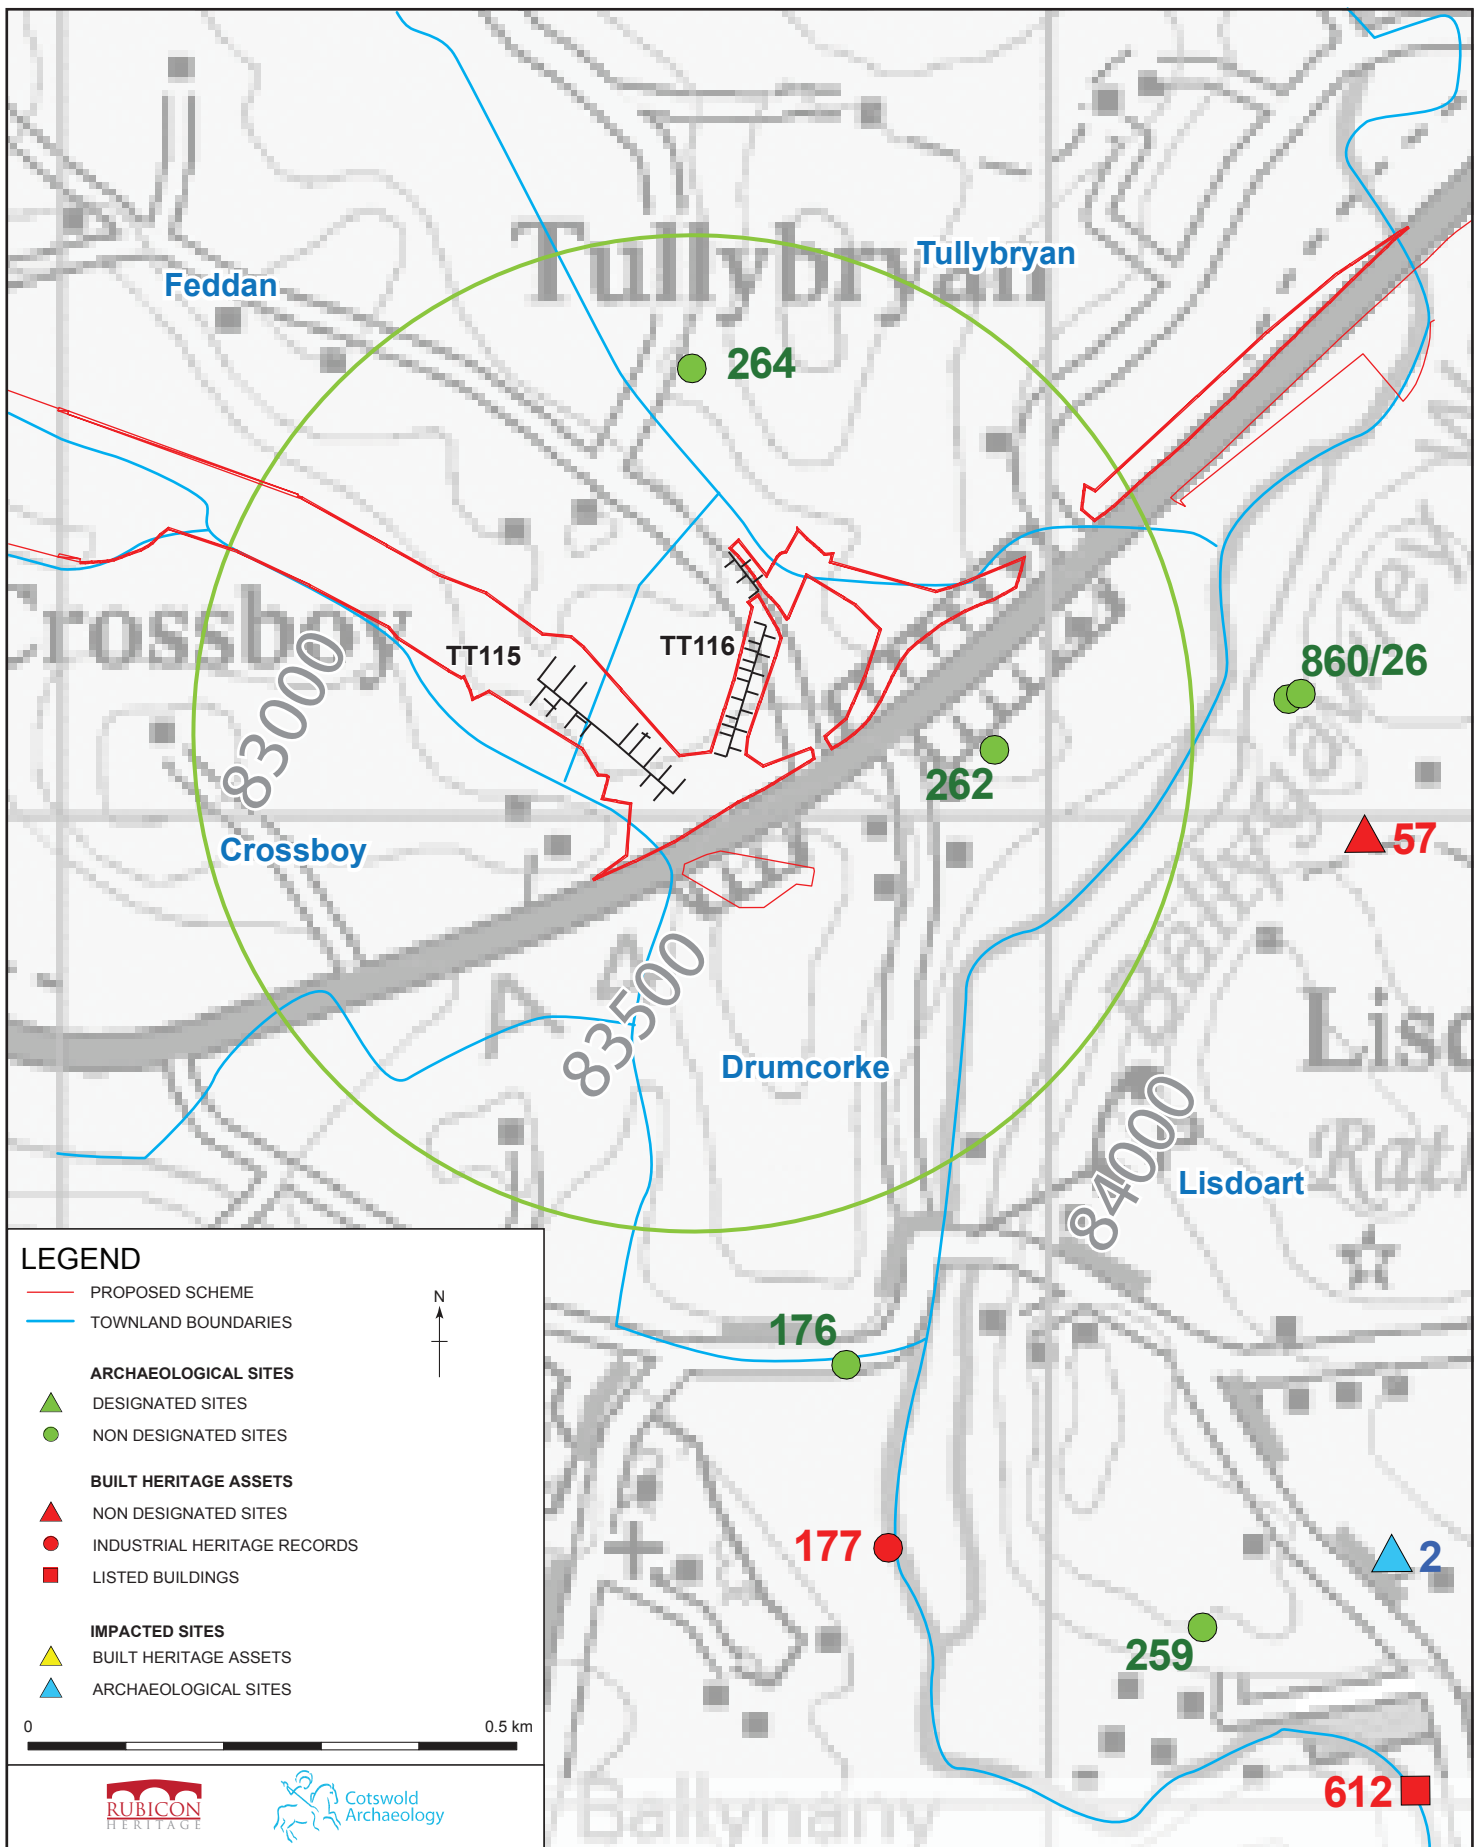 Tullybryan
Tullybryan
Feddan
264
Crossboy
TT115
TT116
860/26
83000
262
57
Crossboy
83500
Drumcorke
84000
Lisdoart
LEGEND
PROPOSED SCHEME
N
TOWNLAND BOUNDARIES
176
ARCHAEOLOGICAL SITES
DESIGNATED SITES
NON DESIGNATED SITES
BUILT HERITAGE ASSETS
NON DESIGNATED SITES
INDUSTRIAL HERITAGE RECORDS
177
2
LISTED BUILDINGS
IMPACTED SITES
259
BUILT HERITAGE ASSETS
ARCHAEOLOGICAL SITES
0 0.5 km
612
RUBICON
HERITAGE
Cotswold
Archaeology